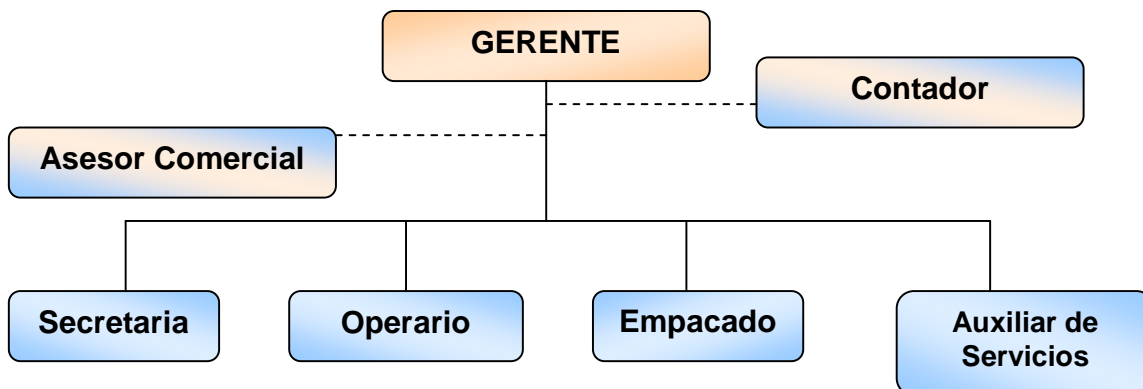 GERENTE
Contador
Asesor Comercial
Secretaria
Operario
Empacado
Auxiliar de
Servicios